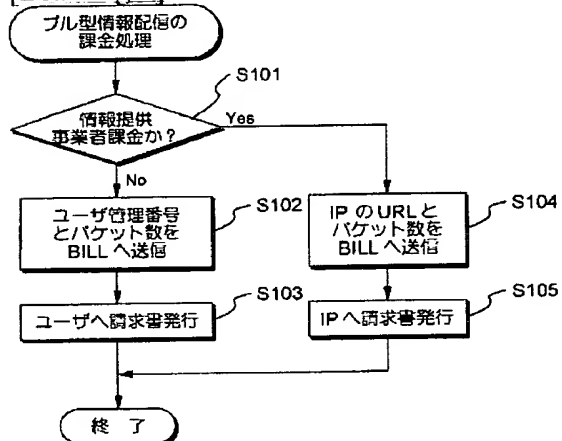 プル型情報配信の
課金処理
S101
情報提供
事業者課金か?
Yes
No
ユーザ管理番号
とパケット数を
BILLへ送信
S102
IPのURLと
パケット数を
BILLへ送信
S104
ユーザへ請求書発行
S103
IPへ請求書発行
S105
終了